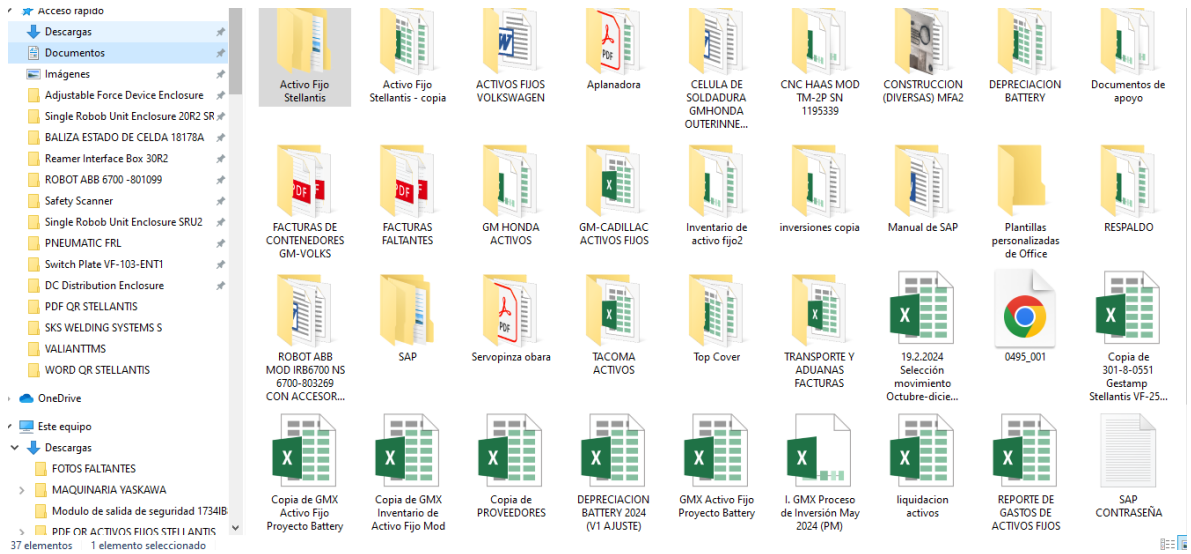 Acceso rápido
Descargas
Documentos
Imágenes
Adjustable Force Device Enclosure
Single Robob Unit Enclosure 20R2 SR
BALIZA ESTADO DE CELDA 18178A
Reamer Interface Box 30R2
ROBOT ABB 6700 -801099
Safety Scanner
Single Robob Unit Enclosure SRU2
PNEUMATIC FRL
Switch Plate VF-103-ENT1
DC Distribution Enclosure
PDF QR STELLANTIS
SKS WELDING SYSTEMS S
VALIANTTMS
WORD QR STELLANTIS
OneDrive
Este equipo
Descargas
FOTOS FALTANTES
MAQUINARIA YASKAWA
Modulo de salida de seguridad 1734IB
PDF QR ACTIVOS FIJOS STELLANTIS
37 elementos
1 elemento seleccionado
Activo Fijo
Stellantis
Activo Fijo
Stellantis - copia
ACTIVOS FIJOS
VOLKSWAGEN
PDF
Aplanadora
CELULA DE
SOLDADURA
GMHONDA
OUTERINNE...
CNC HAAS MOD
TM-2P SN
1195339
CONSTRUCCION
(DIVERSAS) MFA2
DEPRECIACION
BATTERY
Documentos de
apoyo
PDF
FACTURAS DE
CONTENEDORES
GM-VOLKS
PDF
FACTURAS
FALTANTES
GM HONDA
ACTIVOS
GM-CADILLAC
ACTIVOS FIJOS
Inventario de
activo fijo2
inversiones copia
Manual de SAP
Plantillas
personalizadas
de Office
RESPALDO
ROBOT ABB
MOD IRB6700 NS
6700-803269
CON ACCESOR...
SAP
PDF
Servopinza obara
TACOMA
ACTIVOS
Top Cover
TRANSPORTE Y
ADUANAS
FACTURAS
19.2.2024
Selección
movimiento
Octubre-dicie...
0495_001
Copia de
301-8-0551
Gestamp
Stellantis VF-25...
Copia de GMX
Activo Fijo
Proyecto Battery
Copia de GMX
Inventario de
Activo Fijo Mod
Copia de
PROVEEDORES
DEPRECIACION
BATTERY 2024
(V1 AJUSTE)
GMX Activo Fijo
Proyecto Battery
I. GMX Proceso
de Inversión May
2024 (PM)
liquidacion
activos
REPORTE DE
GASTOS DE
ACTIVOS FIJOS
SAP
CONTRASEÑA